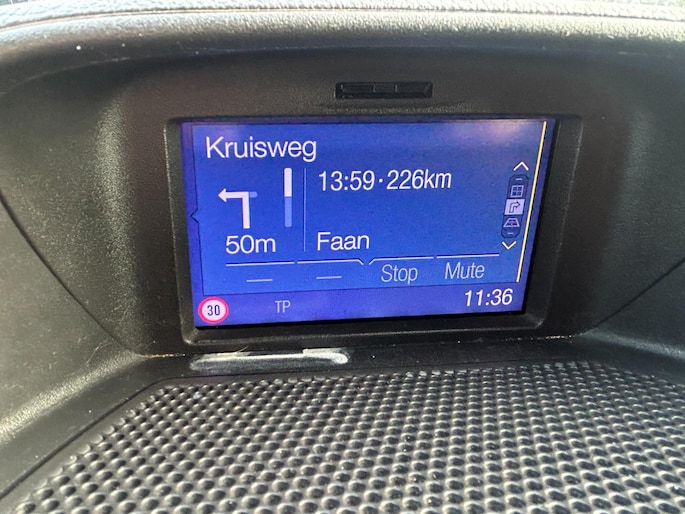 Kruisweg
13:59·226km
50m
Faan
Stop
Mute
30
TP
11:36